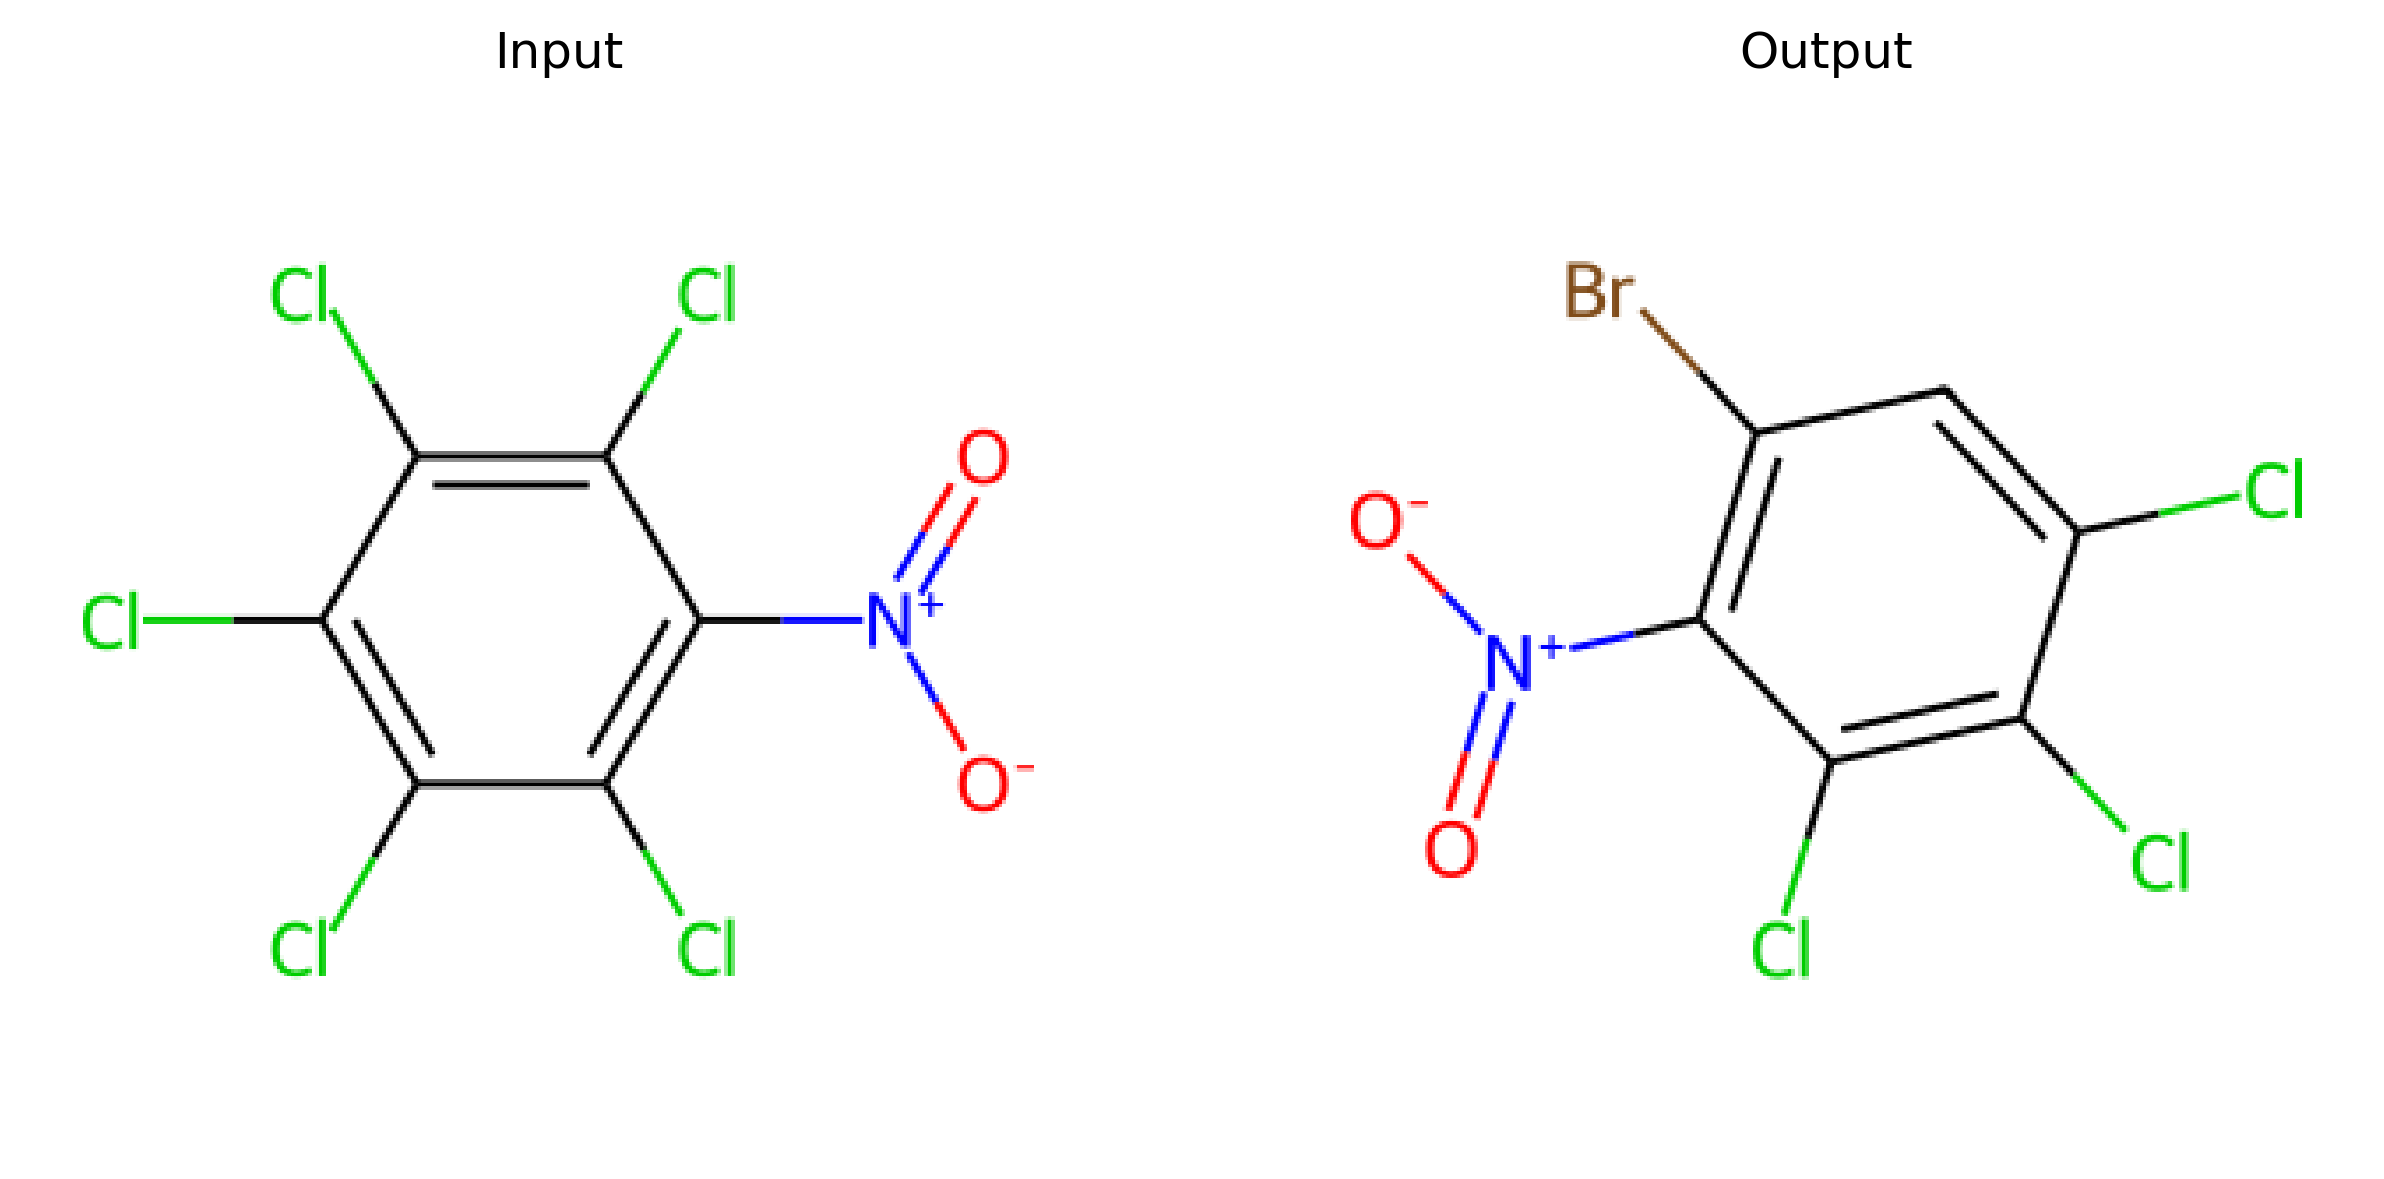 Input Output
Cl Cl Br
O Cl
O⁻
Cl N⁺
N⁺
O⁻ O Cl
Cl Cl Cl